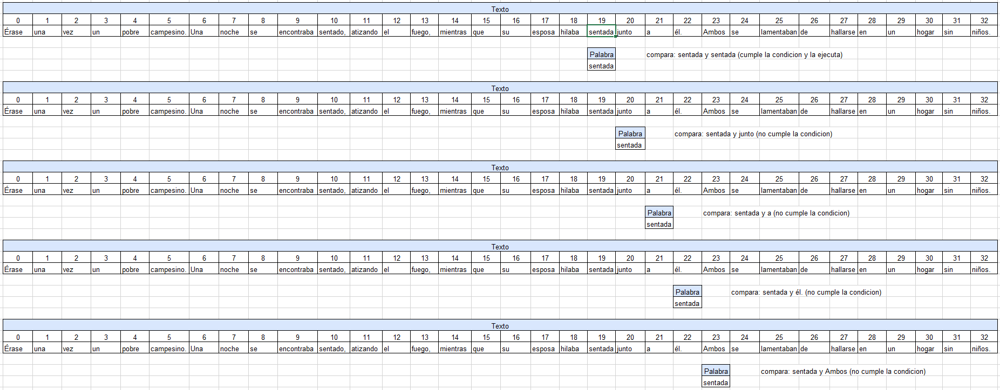 Texto
0 1 2 3 4 5 6 7 8 9 10 11 12 13 14 15 16 17 18 19 20 21 22 23 24 25 26 27 28 29 30 31 32
Érase una vez un pobre campesino. Una noche se encontraba sentado, atizando el fuego, mientras que su esposa hilaba sentada junto a él. Ambos se lamentaban de hallarse en un hogar sin niños.
Palabra compara: sentada y sentada (cumple la condicion y la ejecuta)
sentada
Texto
0 1 2 3 4 5 6 7 8 9 10 11 12 13 14 15 16 17 18 19 20 21 22 23 24 25 26 27 28 29 30 31 32
Érase una vez un pobre campesino. Una noche se encontraba sentado, atizando el fuego, mientras que su esposa hilaba sentada junto a él. Ambos se lamentaban de hallarse en un hogar sin niños.
Palabra compara: sentada y junto (no cumple la condicion)
sentada
Texto
0 1 2 3 4 5 6 7 8 9 10 11 12 13 14 15 16 17 18 19 20 21 22 23 24 25 26 27 28 29 30 31 32
Érase una vez un pobre campesino. Una noche se encontraba sentado, atizando el fuego, mientras que su esposa hilaba sentada junto a él. Ambos se lamentaban de hallarse en un hogar sin niños.
Palabra compara: sentada y a (no cumple la condicion)
sentada
Texto
0 1 2 3 4 5 6 7 8 9 10 11 12 13 14 15 16 17 18 19 20 21 22 23 24 25 26 27 28 29 30 31 32
Érase una vez un pobre campesino. Una noche se encontraba sentado, atizando el fuego, mientras que su esposa hilaba sentada junto a él. Ambos se lamentaban de hallarse en un hogar sin niños.
Palabra compara: sentada y él. (no cumple la condicion)
sentada
Texto
0 1 2 3 4 5 6 7 8 9 10 11 12 13 14 15 16 17 18 19 20 21 22 23 24 25 26 27 28 29 30 31 32
Érase una vez un pobre campesino. Una noche se encontraba sentado, atizando el fuego, mientras que su esposa hilaba sentada junto a él. Ambos se lamentaban de hallarse en un hogar sin niños.
Palabra compara: sentada y Ambos (no cumple la condicion)
sentada